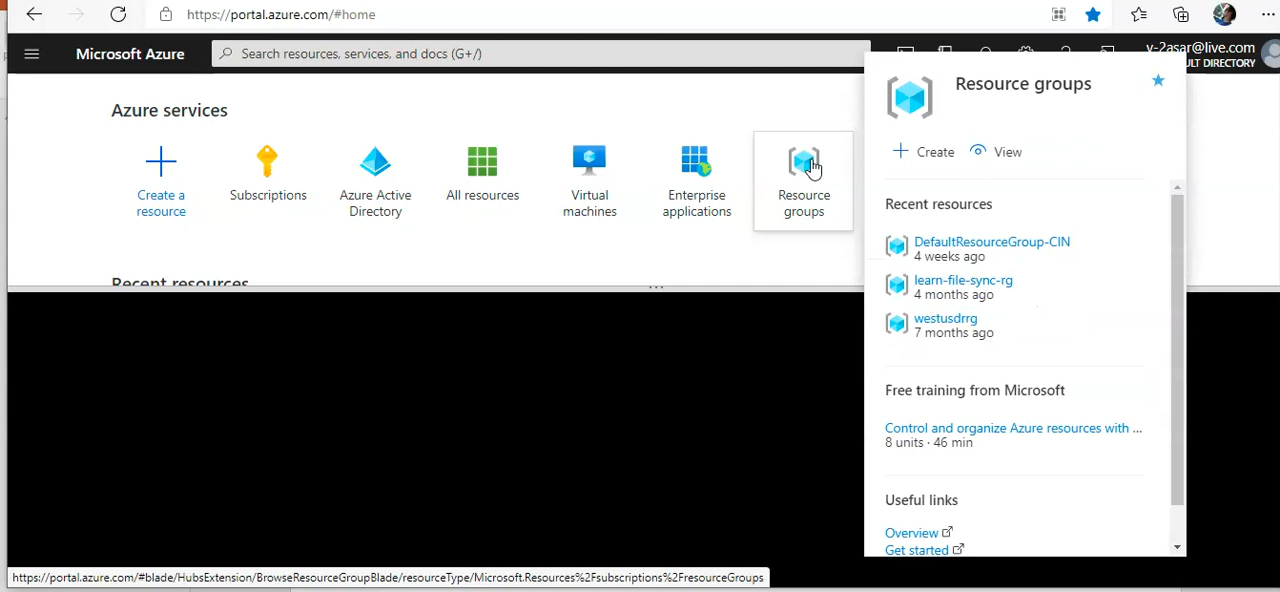 https://portal.azure.com/#home
Microsoft Azure
Search resources, services, and docs (G+/)
v-2asar@live.com
ULT DIRECTORY
Azure services
Create a
resource
Subscriptions
Azure Active
Directory
All resources
Virtual
machines
Enterprise
applications
Resource
groups
Recent resources
Resource groups
Create
View
Recent resources
DefaultResourceGroup-CIN
4 weeks ago
learn-file-sync-rg
4 months ago
westusdrrg
7 months ago
Free training from Microsoft
Control and organize Azure resources with ...
8 units · 46 min
Useful links
Overview
Get started
https://portal.azure.com/#blade/HubsExtension/BrowseResourceGroupBlade/resourceType/Microsoft.Resources%2Fsubscriptions%2FresourceGroups